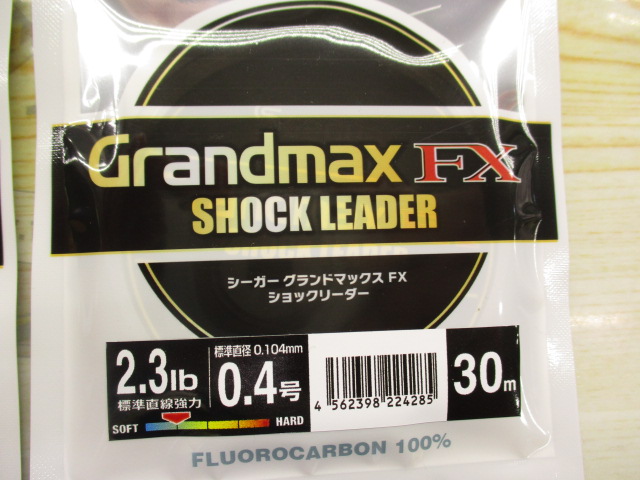 Grandmax FX
SHOCK LEADER
シーガー グランドマックス FX
ショックリーダー
2.3lb
標準直線強力
標準直径 0.104mm
0.4号
4 562398 224285
30m
SOFT HARD
FLUOROCARBON 100%